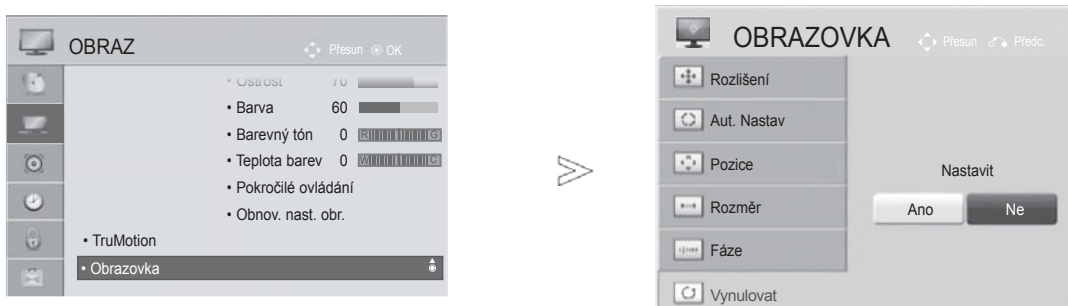 OBRAZ
Přesun OK
• Ostrost 70
• Barva 60
• Barevný tón 0 R G
• Teplota barev 0 W C
• Pokročilé ovládání
• Obnov. nast. obr.
• TruMotion
• Obrazovka
OBRAZOVKA
Přesun Předc.
Rozlišení
Aut. Nastav
Pozice
Rozměr
Fáze
Vynulovat
Nastavit
Ano Ne